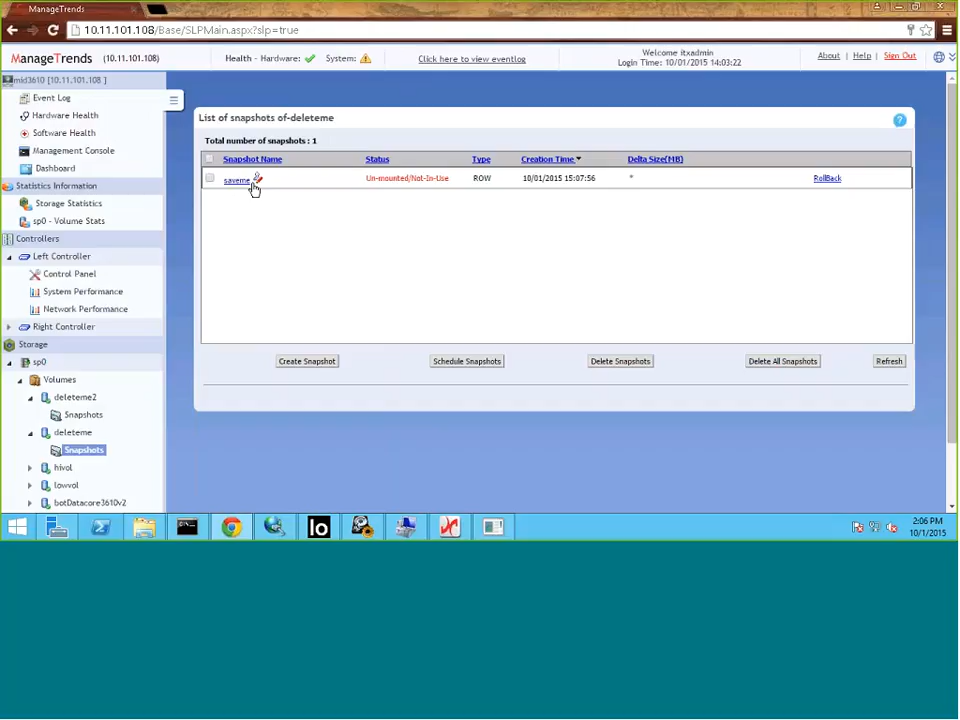 ManageTrends
10.11.101.108/Base/SLPMain.aspx?slp=true
ManageTrends (10.11.101.108)
Health - Hardware: System:
Click here to view eventlog
Welcome itxadmin
Login Time: 10/01/2015 14:03:22
About | Help | Sign Out
mid3610 [10.11.101.108 ]
Event Log
Hardware Health
Software Health
Management Console
Dashboard
Statistics Information
Storage Statistics
sp0 - Volume Stats
Controllers
Left Controller
Control Panel
System Performance
Network Performance
Right Controller
Storage
sp0
Volumes
deleteme2
Snapshots
deleteme
Snapshots
hivol
lowvol
botDatacore3610v2
List of snapshots of-deleteme
Total number of snapshots : 1
Snapshot Name Status Type Creation Time Delta Size(MB)
saveme Un-mounted/Not-In-Use ROW 10/01/2015 15:07:56 * RollBack
Create Snapshot Schedule Snapshots Delete Snapshots Delete All Snapshots Refresh
lo
2:06 PM
10/1/2015